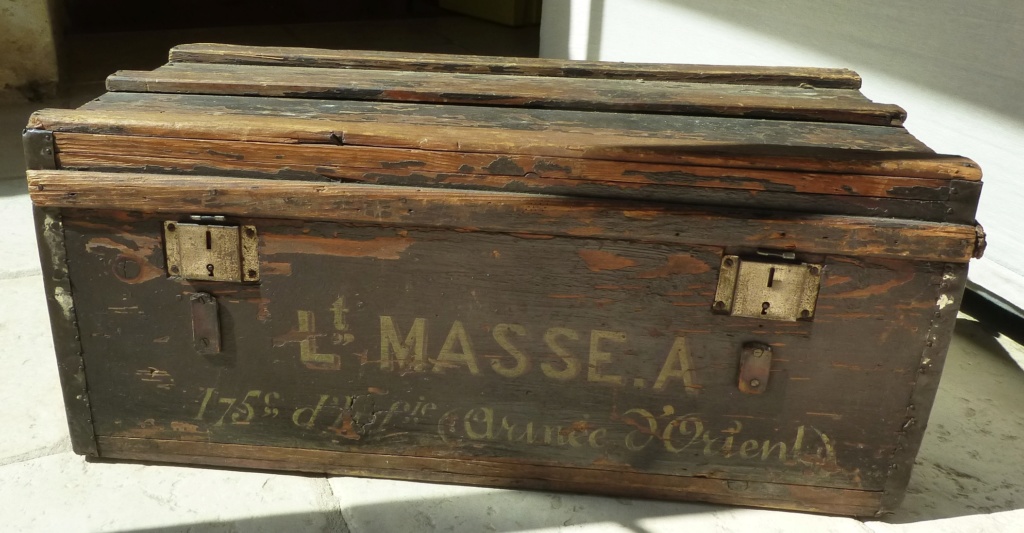 Lt MASSE.A
175e d'Infie (Armée d'Orient)